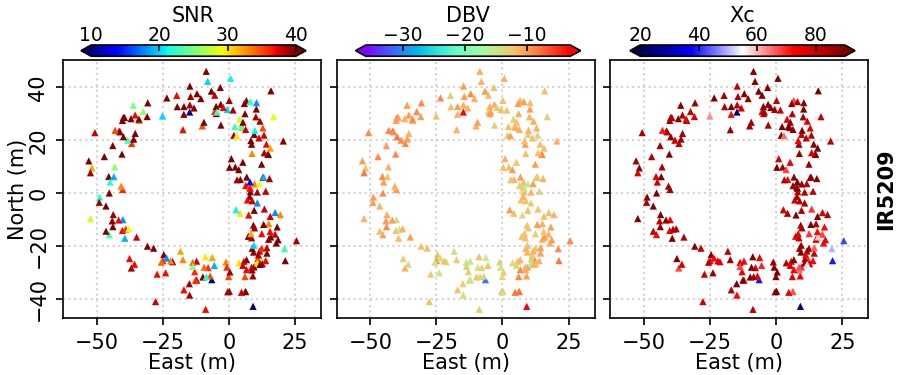 SNR DBV Xc
10 20 30 40 −30 −20 −10 20 40 60 80
North (m)
40
20
0
−20
−40
−50 −25 0 25 −50 −25 0 25 −50 −25 0 25
East (m) East (m) East (m)
IR5209